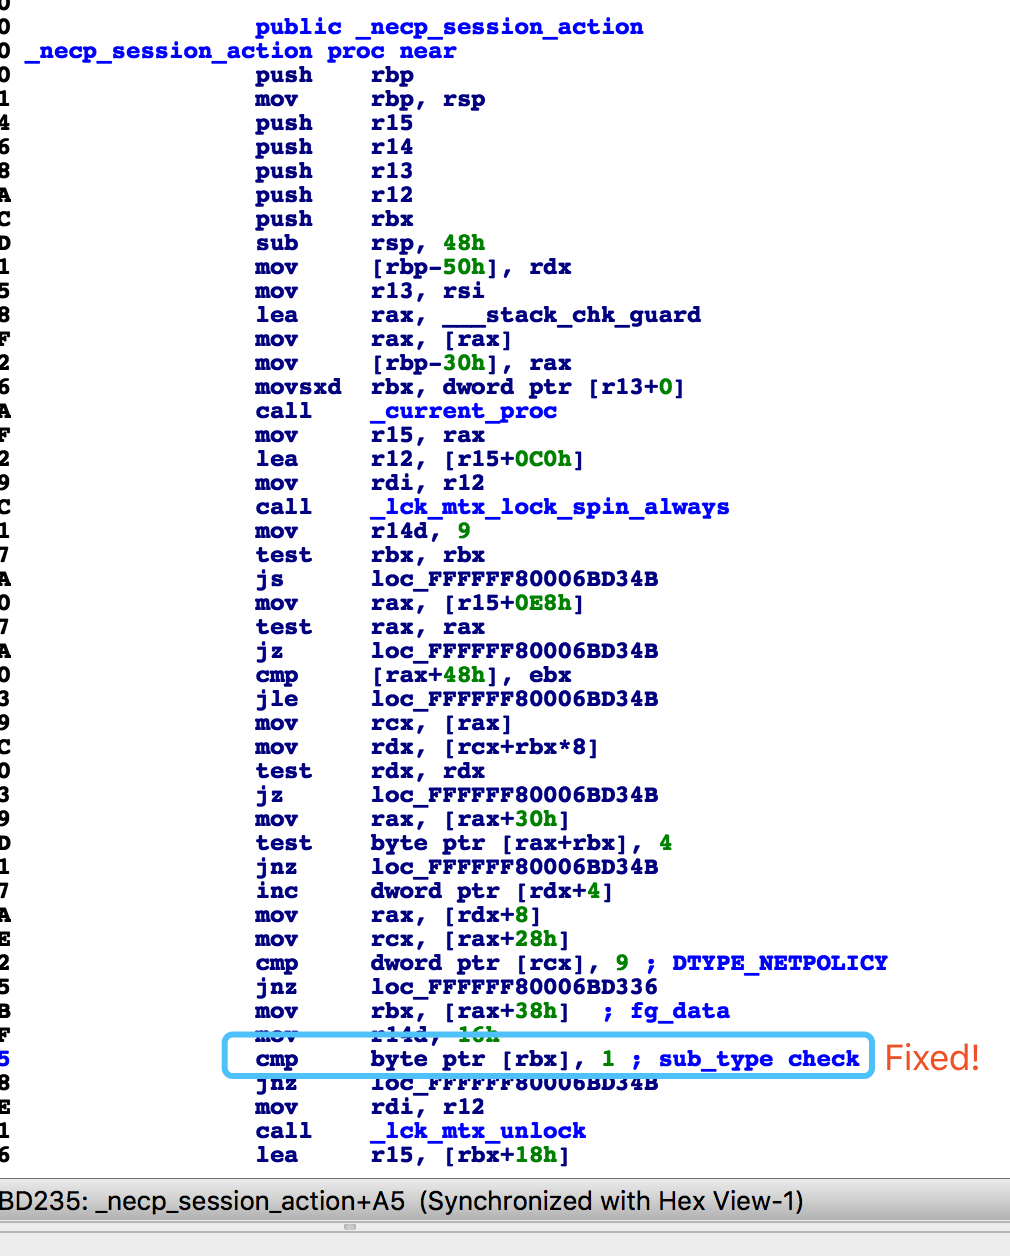 0
0 public _necp_session_action
0 _necp_session_action proc near
0 push rbp
1 mov rbp, rsp
4 push r15
6 push r14
8 push r13
A push r12
C push rbx
D sub rsp, 48h
1 mov [rbp-50h], rdx
5 mov r13, rsi
8 lea rax, ___stack_chk_guard
F mov rax, [rax]
2 mov [rbp-30h], rax
6 movsxd rbx, dword ptr [r13+0]
A call _current_proc
F mov r15, rax
2 lea r12, [r15+0C0h]
9 mov rdi, r12
C call _lck_mtx_lock_spin_always
1 mov r14d, 9
7 test rbx, rbx
A js loc_FFFFFF80006BD34B
0 mov rax, [r15+0E8h]
7 test rax, rax
A jz loc_FFFFFF80006BD34B
0 cmp [rax+48h], ebx
3 jle loc_FFFFFF80006BD34B
9 mov rcx, [rax]
C mov rdx, [rcx+rbx*8]
0 test rdx, rdx
3 jz loc_FFFFFF80006BD34B
9 mov rax, [rax+30h]
D test byte ptr [rax+rbx], 4
1 jnz loc_FFFFFF80006BD34B
7 inc dword ptr [rdx+4]
A mov rax, [rdx+8]
E mov rcx, [rax+28h]
2 cmp dword ptr [rcx], 9 ; DTYPE_NETPOLICY
5 jnz loc_FFFFFF80006BD336
B mov rbx, [rax+38h] ; fg_data
F mov r14d, 16h
5 cmp byte ptr [rbx], 1 ; sub_type check Fixed!
8 jnz loc_FFFFFF80006BD34B
E mov rdi, r12
1 call _lck_mtx_unlock
6 lea r15, [rbx+18h]
BD235: _necp_session_action+A5 (Synchronized with Hex View-1)